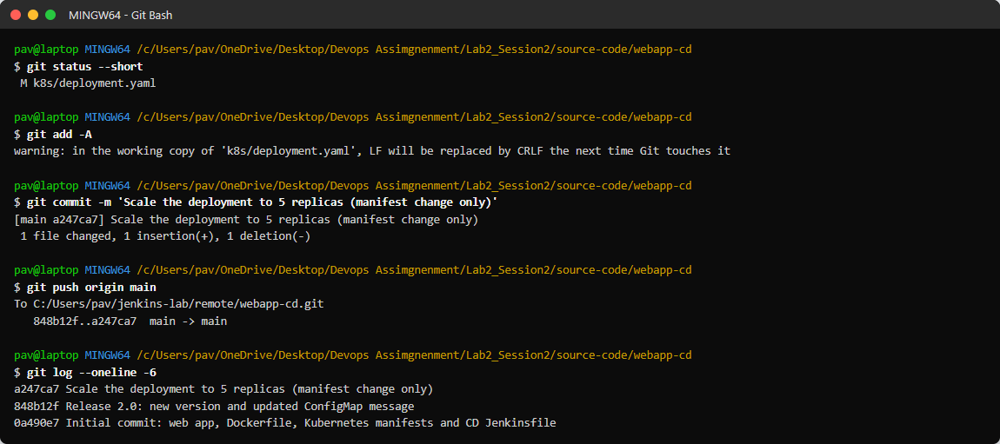 MINGW64 - Git Bash
pav@laptop MINGW64 /c/Users/pav/OneDrive/Desktop/Devops Assimgnenment/Lab2_Session2/source-code/webapp-cd
$ git status --short
 M k8s/deployment.yaml
pav@laptop MINGW64 /c/Users/pav/OneDrive/Desktop/Devops Assimgnenment/Lab2_Session2/source-code/webapp-cd
$ git add -A
warning: in the working copy of 'k8s/deployment.yaml', LF will be replaced by CRLF the next time Git touches it
pav@laptop MINGW64 /c/Users/pav/OneDrive/Desktop/Devops Assimgnenment/Lab2_Session2/source-code/webapp-cd
$ git commit -m 'Scale the deployment to 5 replicas (manifest change only)'
[main a247ca7] Scale the deployment to 5 replicas (manifest change only)
 1 file changed, 1 insertion(+), 1 deletion(-)
pav@laptop MINGW64 /c/Users/pav/OneDrive/Desktop/Devops Assimgnenment/Lab2_Session2/source-code/webapp-cd
$ git push origin main
To C:/Users/pav/jenkins-lab/remote/webapp-cd.git
   848b12f..a247ca7  main -> main
pav@laptop MINGW64 /c/Users/pav/OneDrive/Desktop/Devops Assimgnenment/Lab2_Session2/source-code/webapp-cd
$ git log --oneline -6
a247ca7 Scale the deployment to 5 replicas (manifest change only)
848b12f Release 2.0: new version and updated ConfigMap message
0a490e7 Initial commit: web app, Dockerfile, Kubernetes manifests and CD Jenkinsfile